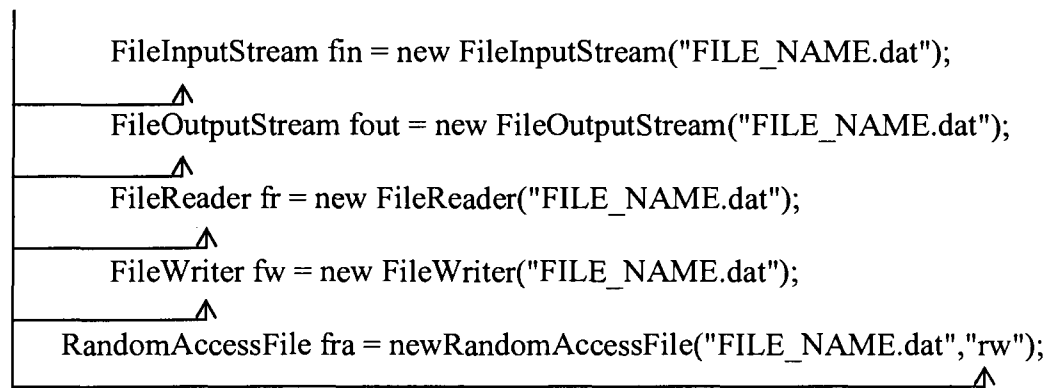 FileInputStream fin = new FileInputStream("FILE_NAME.dat");
FileOutputStream fout = new FileOutputStream("FILE_NAME.dat");
FileReader fr = new FileReader("FILE_NAME.dat");
FileWriter fw = new FileWriter("FILE_NAME.dat");
RandomAccessFile fra = newRandomAccessFile("FILE_NAME.dat","rw");